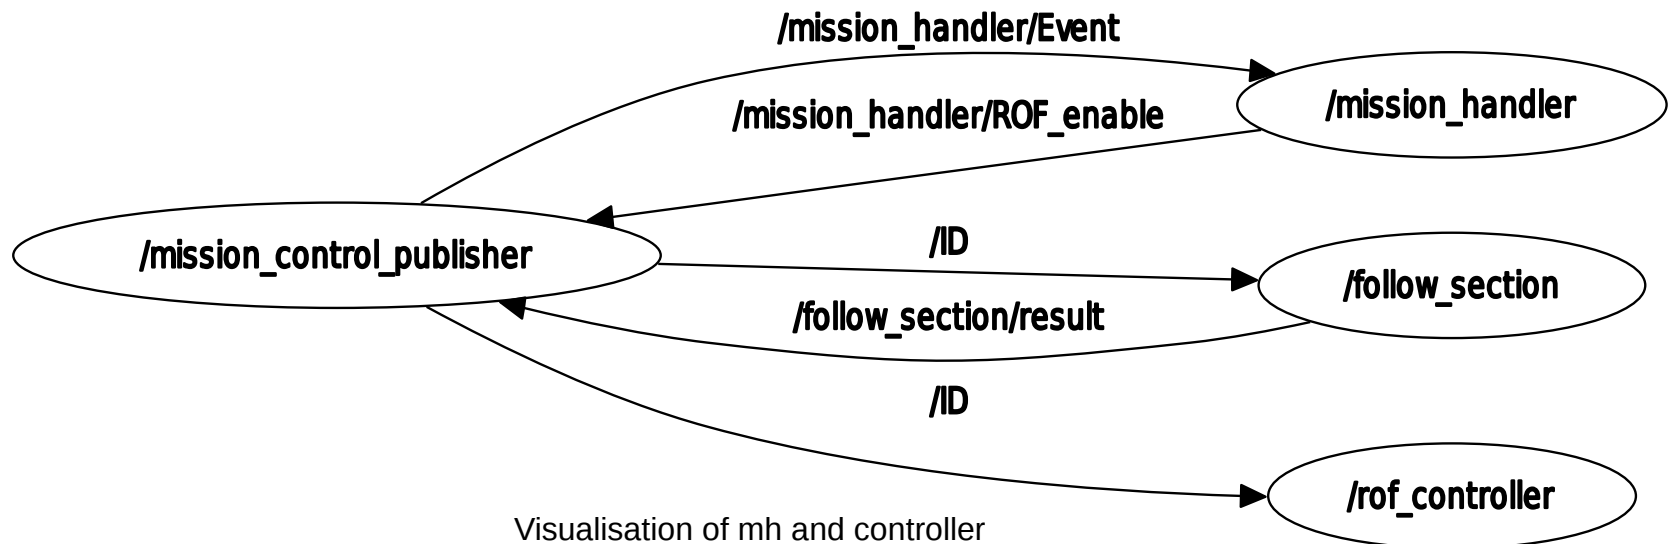 /mission_handler/Event
/mission_handler
/mission_handler/ROF_enable
/ID
/mission_control_publisher
/follow_section
/follow_section/result
/ID
/rof_controller
Visualisation of mh and controller